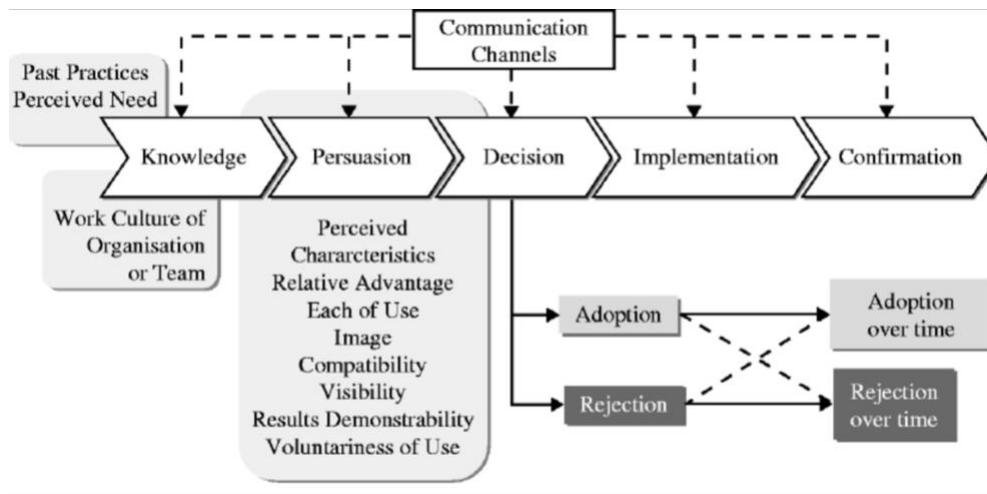 Communication
Channels
Past Practices
Perceived Need
Knowledge
Persuasion
Decision
Implementation
Confirmation
Work Culture of
Organisation
or Team
Perceived
Chararcteristics
Relative Advantage
Each of Use
Image
Compatibility
Visibility
Results Demonstrability
Voluntariness of Use
Adoption
Adoption
over time
Rejection
Rejection
over time